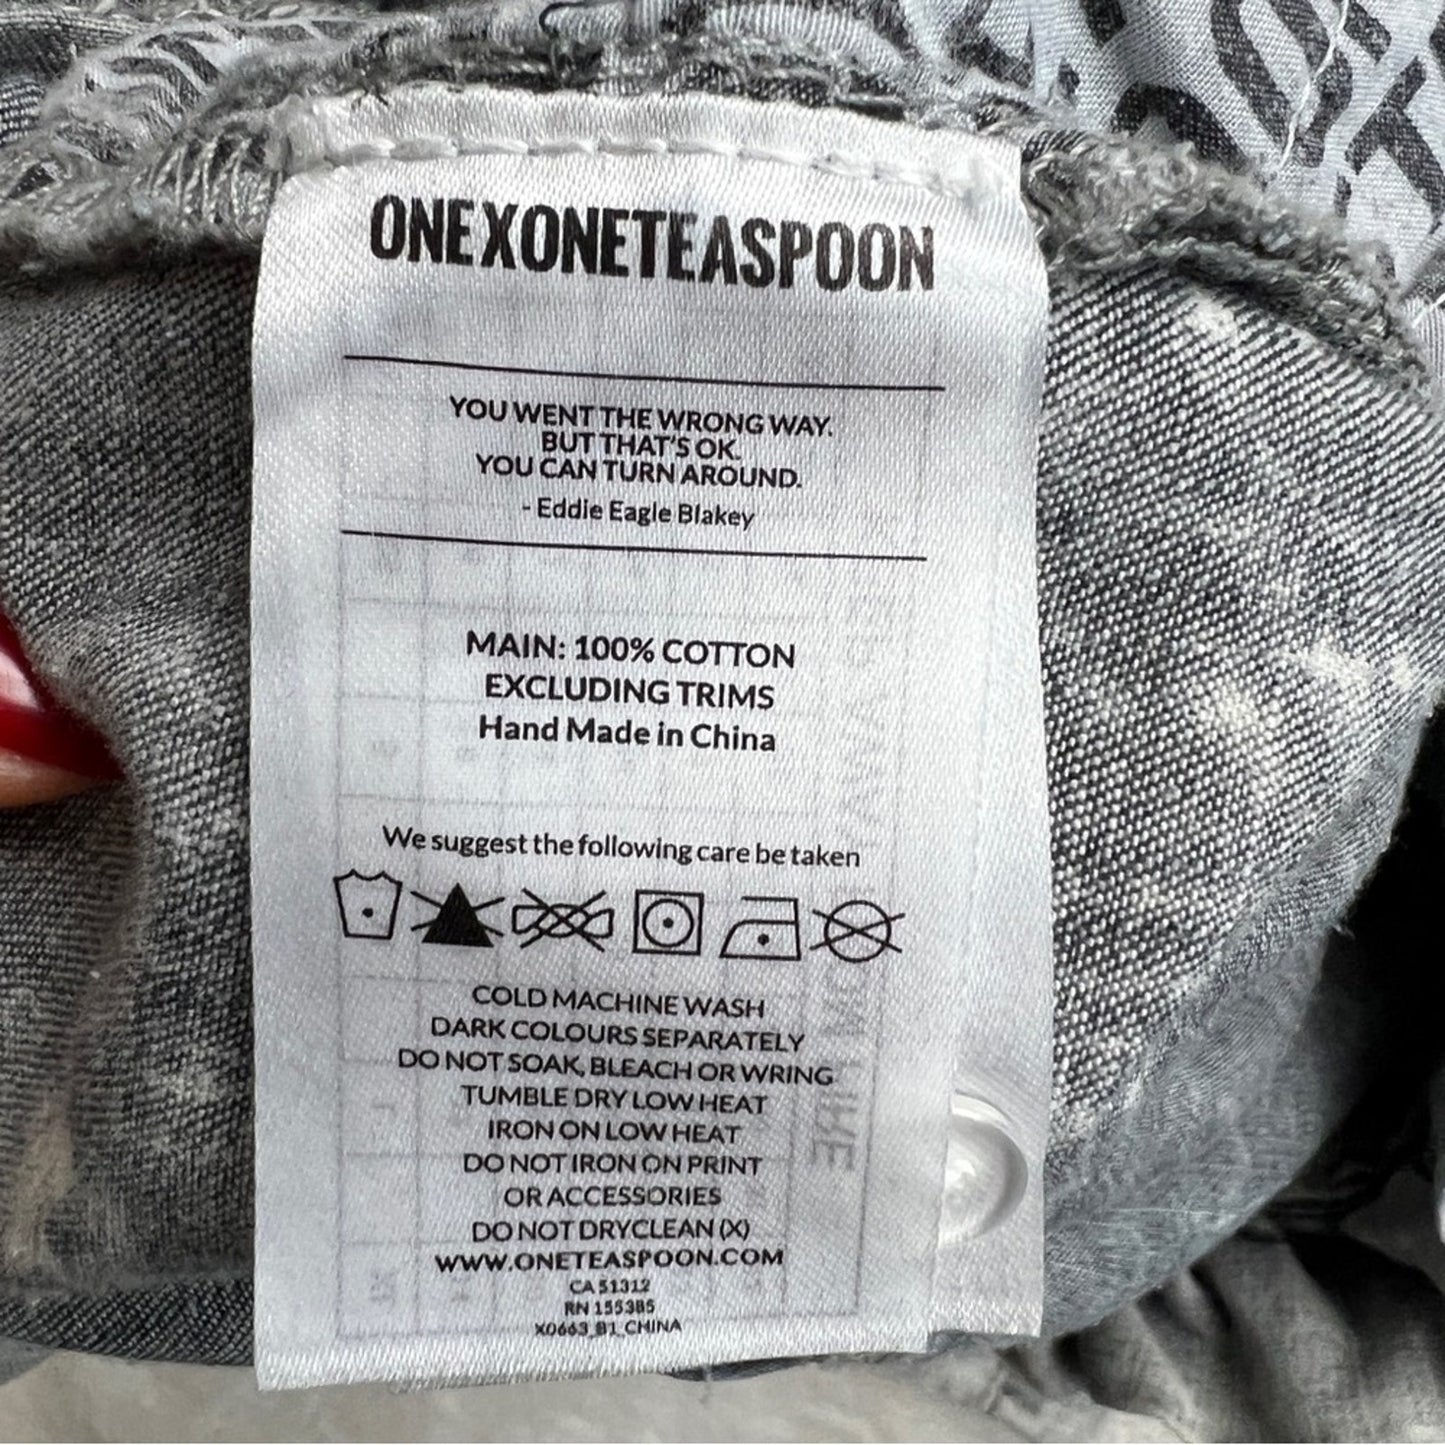 ONEXONETEASPOON
YOU WENT THE WRONG WAY.
BUT THAT'S OK.
YOU CAN TURN AROUND.
- Eddie Eagle Blakey
MAIN: 100% COTTON
EXCLUDING TRIMS
Hand Made in China
We suggest the following care be taken
COLD MACHINE WASH
DARK COLOURS SEPARATELY
DO NOT SOAK, BLEACH OR WRING
TUMBLE DRY LOW HEAT
IRON ON LOW HEAT
DO NOT IRON ON PRINT
OR ACCESSORIES
DO NOT DRYCLEAN (X)
WWW.ONETEASPOON.COM
CA 51312
RN 155385
X0663_B1_CHINA